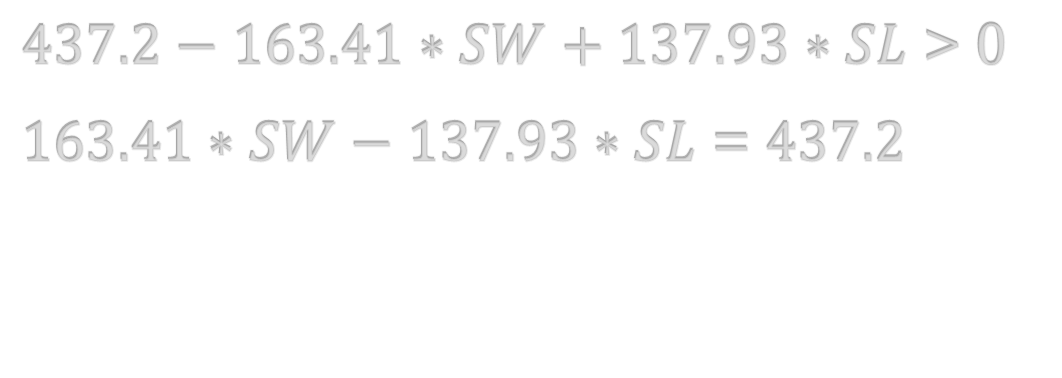 437.2 − 163.41 * SW + 137.93 * SL > 0
163.41 * SW − 137.93 * SL = 437.2